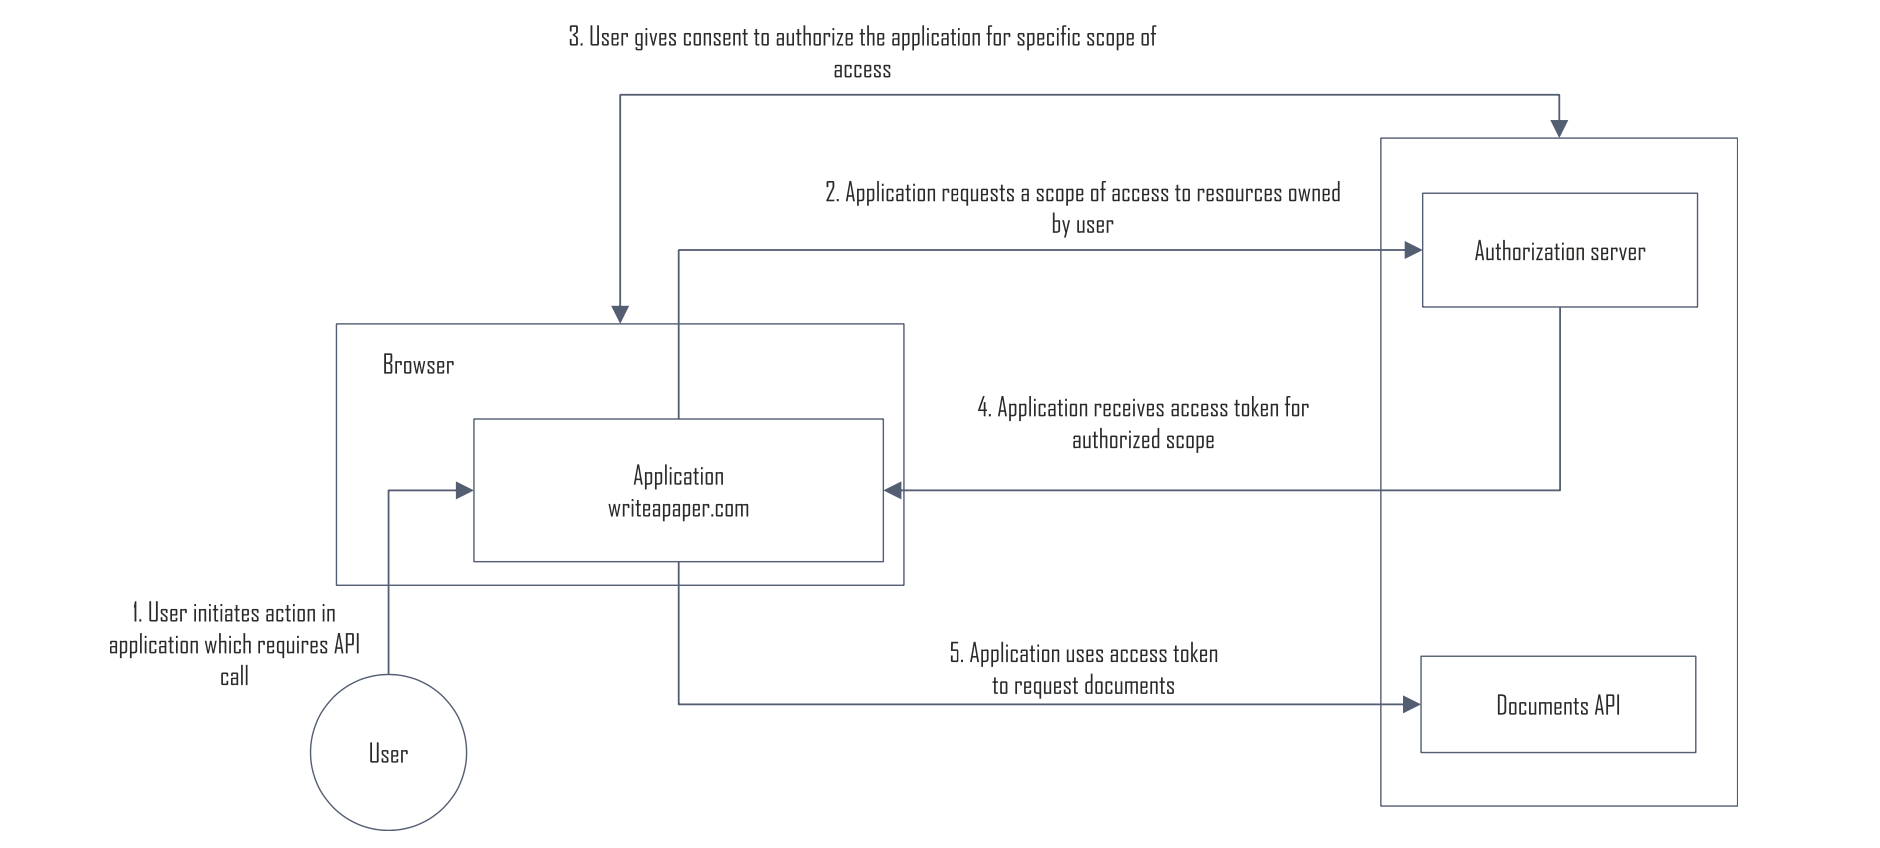 3. User gives consent to authorize the application for specific scope of
access
2. Application requests a scope of access to resources owned
by user
Authorization server
Browser
4. Application receives access token for
authorized scope
Application
writeapaper.com
1. User initiates action in
application which requires API
call
5. Application uses access token
to request documents
Documents API
User